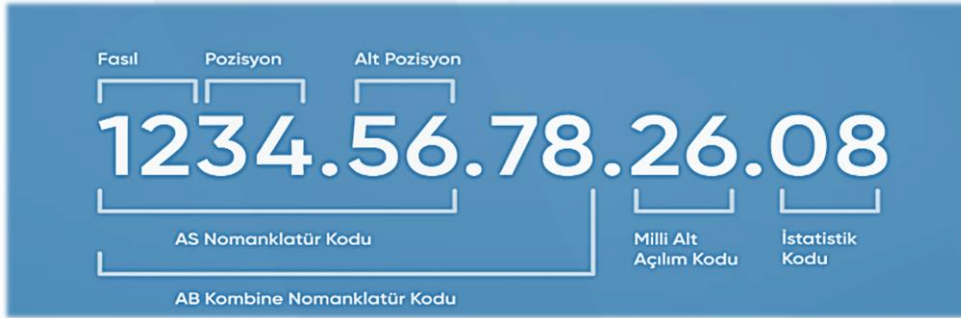 Fasıl Pozisyon Alt Pozisyon
1234.56.78.26.08
AS Nomanklatür Kodu
Milli Alt
Açılım Kodu
İstatistik
Kodu
AB Kombine Nomanklatür Kodu